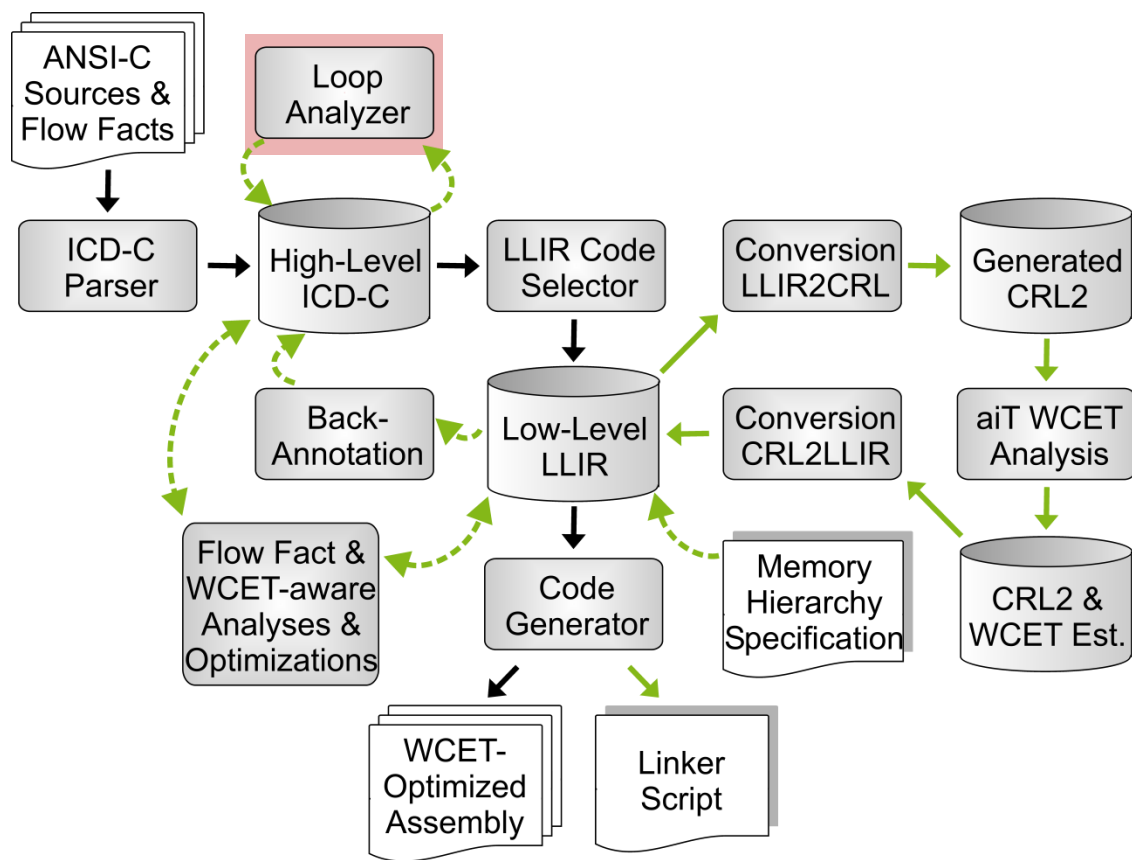 ANSI-C
Sources &
Flow Facts
Loop
Analyzer
ICD-C
Parser
High-Level
ICD-C
LLIR Code
Selector
Conversion
LLIR2CRL
Generated
CRL2
Back-
Annotation
Low-Level
LLIR
Conversion
CRL2LLIR
aiT WCET
Analysis
Flow Fact &
WCET-aware
Analyses &
Optimizations
Code
Generator
Memory
Hierarchy
Specification
CRL2 &
WCET Est.
WCET-
Optimized
Assembly
Linker
Script